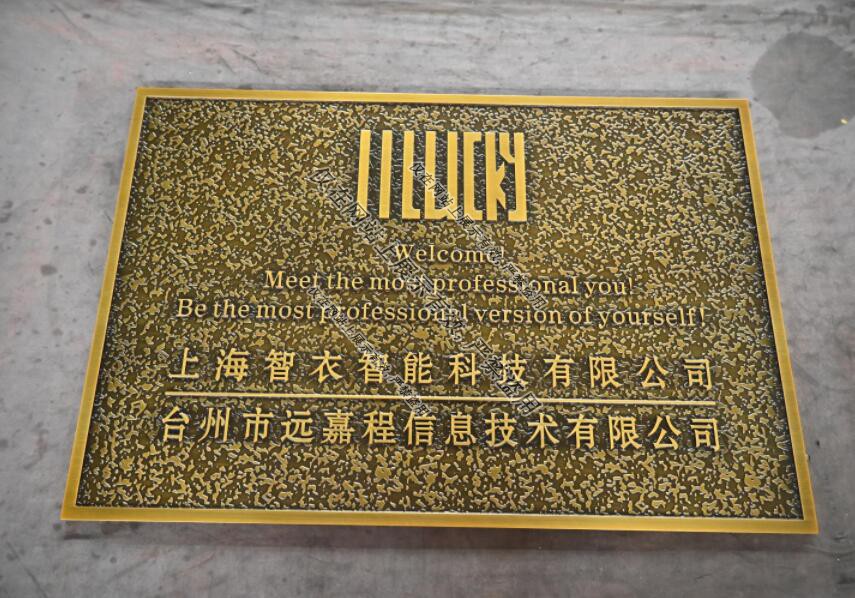 Welcome!
Meet the most professional you!
Be the most professional version of yourself!
上海智衣智能科技有限公司
台州市远嘉程信息技术有限公司